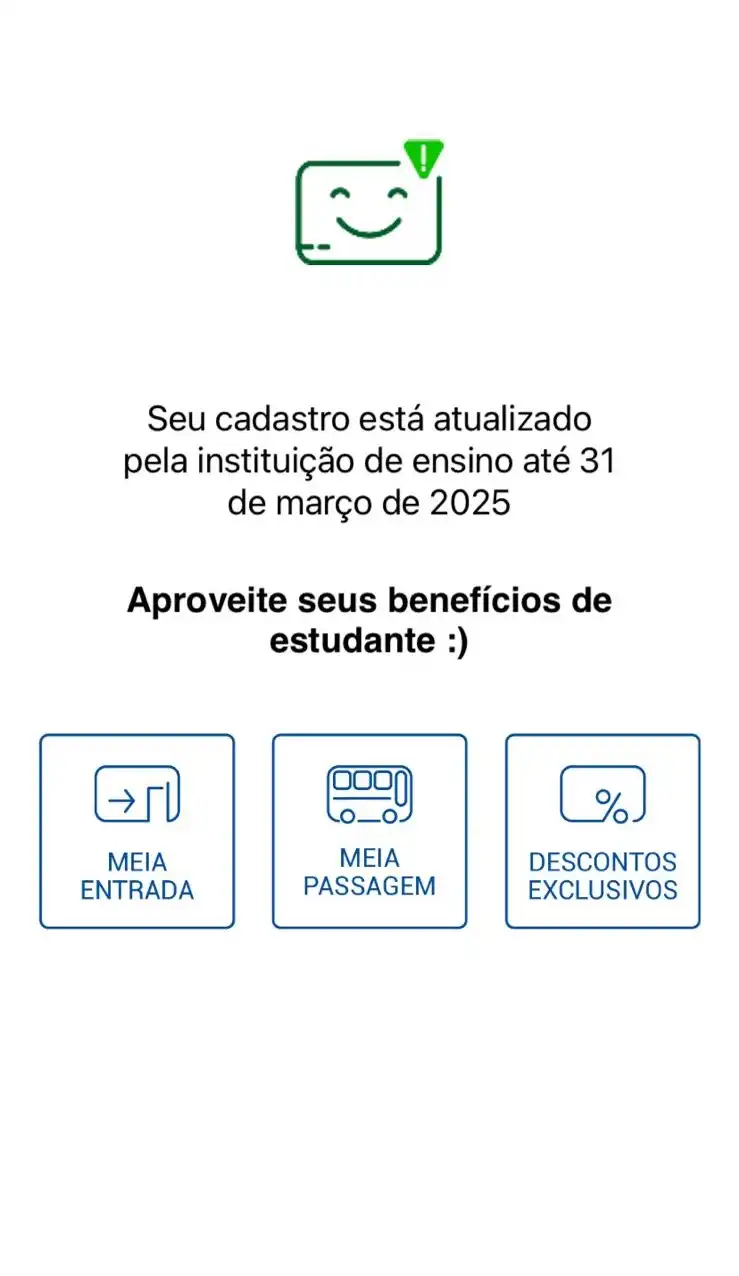 Seu cadastro está atualizado
pela instituição de ensino até 31
de março de 2025
Aproveite seus benefícios de
estudante :)
MEIA
ENTRADA
MEIA
PASSAGEM
DESCONTOS
EXCLUSIVOS